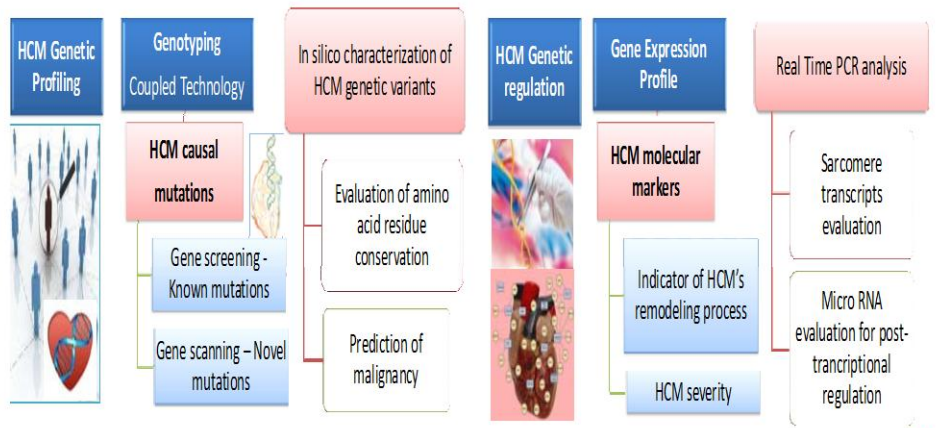 HCM Genetic
Profiling
Genotyping
Coupled Technology
HCM causal
mutations
Gene screening -
Known mutations
Gene scanning – Novel
mutations
In silico characterization of
HCM genetic variants
Evaluation of amino
acid residue
conservation
Prediction of
malignancy
HCM Genetic
regulation
Gene Expression
Profile
HCM molecular
markers
Indicator of HCM's
remodeling process
HCM severity
Real Time PCR analysis
Sarcomere
transcripts
evaluation
Micro RNA
evaluation for post-
trancriptional
regulation